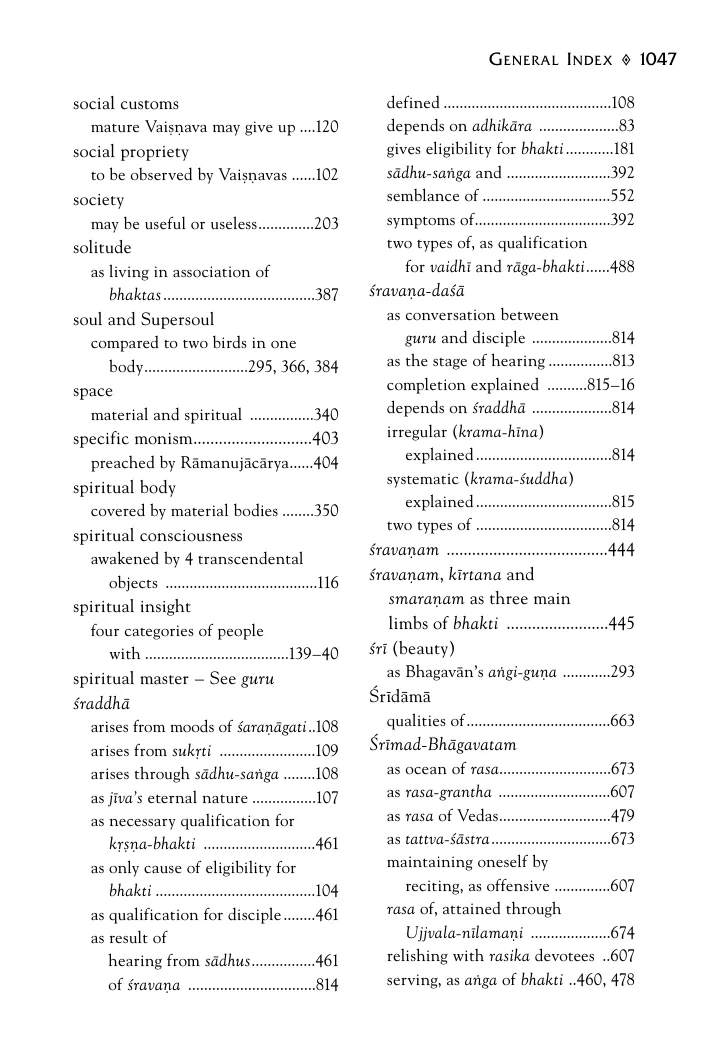 GENERAL INDEX ◊ 1047
social customs
mature Vaiṣṇava may give up ....120
social propriety
to be observed by Vaiṣṇavas ......102
society
may be useful or useless..............203
solitude
as living in association of
bhaktas......................................387
soul and Supersoul
compared to two birds in one
body..........................295, 366, 384
space
material and spiritual ................340
specific monism.............................403
preached by Rāmanujācārya......404
spiritual body
covered by material bodies ........350
spiritual consciousness
awakened by 4 transcendental
objects ......................................116
spiritual insight
four categories of people
with ....................................139–40
spiritual master – See guru
śraddhā
arises from moods of śaraṇāgati..108
arises from sukṛti ........................109
arises through sādhu-saṅga ........108
as jīva's eternal nature ................107
as necessary qualification for
kṛṣṇa-bhakti ............................461
as only cause of eligibility for
bhakti ........................................104
as qualification for disciple........461
as result of
hearing from sādhus................461
of śravaṇa ................................814
defined ..........................................108
depends on adhikāra ....................83
gives eligibility for bhakti............181
sādhu-saṅga and ..........................392
semblance of ................................552
symptoms of..................................392
two types of, as qualification
for vaidhī and rāga-bhakti......488
śravaṇa-daśā
as conversation between
guru and disciple ....................814
as the stage of hearing ................813
completion explained ..........815–16
depends on śraddhā ....................814
irregular (krama-hīna)
explained..................................814
systematic (krama-śuddha)
explained..................................815
two types of ..................................814
śravaṇam ........................................444
śravaṇam, kīrtana and
smaraṇam as three main
limbs of bhakti .........................445
śrī (beauty)
as Bhagavān's aṅgi-guṇa ............293
Śrīdāmā
qualities of....................................663
Śrīmad-Bhāgavatam
as ocean of rasa............................673
as rasa-grantha ............................607
as rasa of Vedas............................479
as tattva-śāstra..............................673
maintaining oneself by
reciting, as offensive ..............607
rasa of, attained through
Ujjvala-nīlamaṇi ....................674
relishing with rasika devotees ..607
serving, as aṅga of bhakti ..460, 478